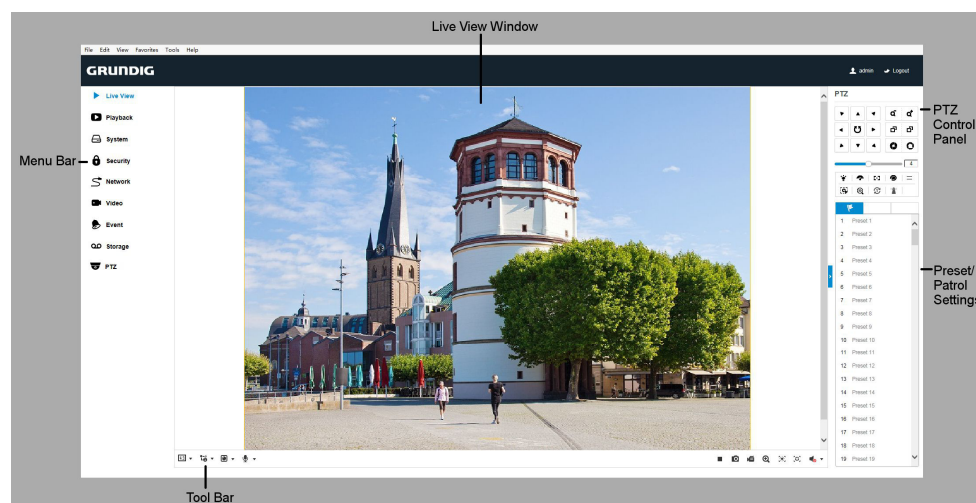 Live View Window
File Edit View Favorites Tools Help
GRUNDIG
admin
Logout
Live View
Playback
System
Security
Network
Video
Event
Storage
PTZ
Menu Bar
PTZ
4
PTZ
Control
Panel
1 Preset 1
2 Preset 2
3 Preset 3
4 Preset 4
5 Preset 5
6 Preset 6
7 Preset 7
8 Preset 8
9 Preset 9
10 Preset 10
11 Preset 11
12 Preset 12
13 Preset 13
14 Preset 14
15 Preset 15
16 Preset 16
17 Preset 17
18 Preset 18
19 Preset 19
Preset/
Patrol
Settings
Tool Bar